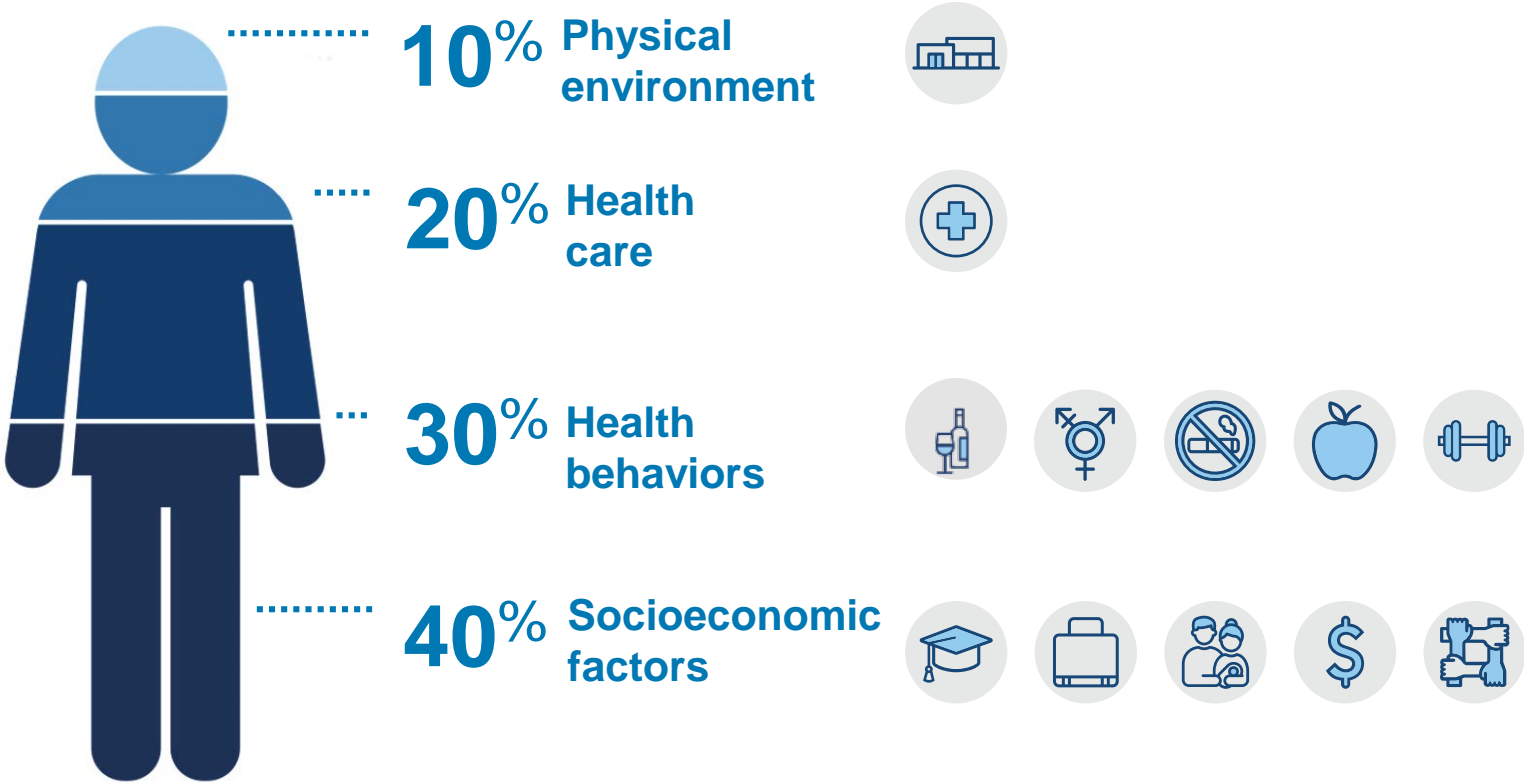 10% Physical
environment
20% Health
care
30% Health
behaviors
40% Socioeconomic
factors
$